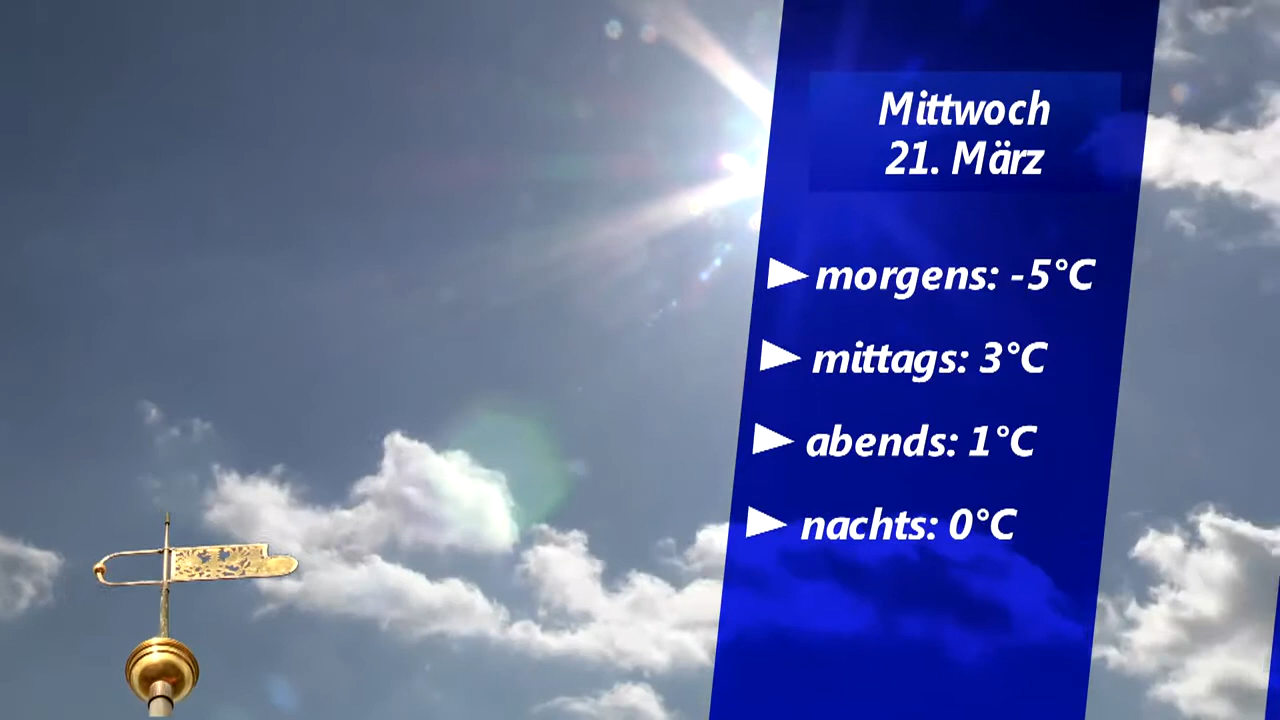 Mittwoch
21. März
morgens: -5°C
mittags: 3°C
abends: 1°C
nachts: 0°C